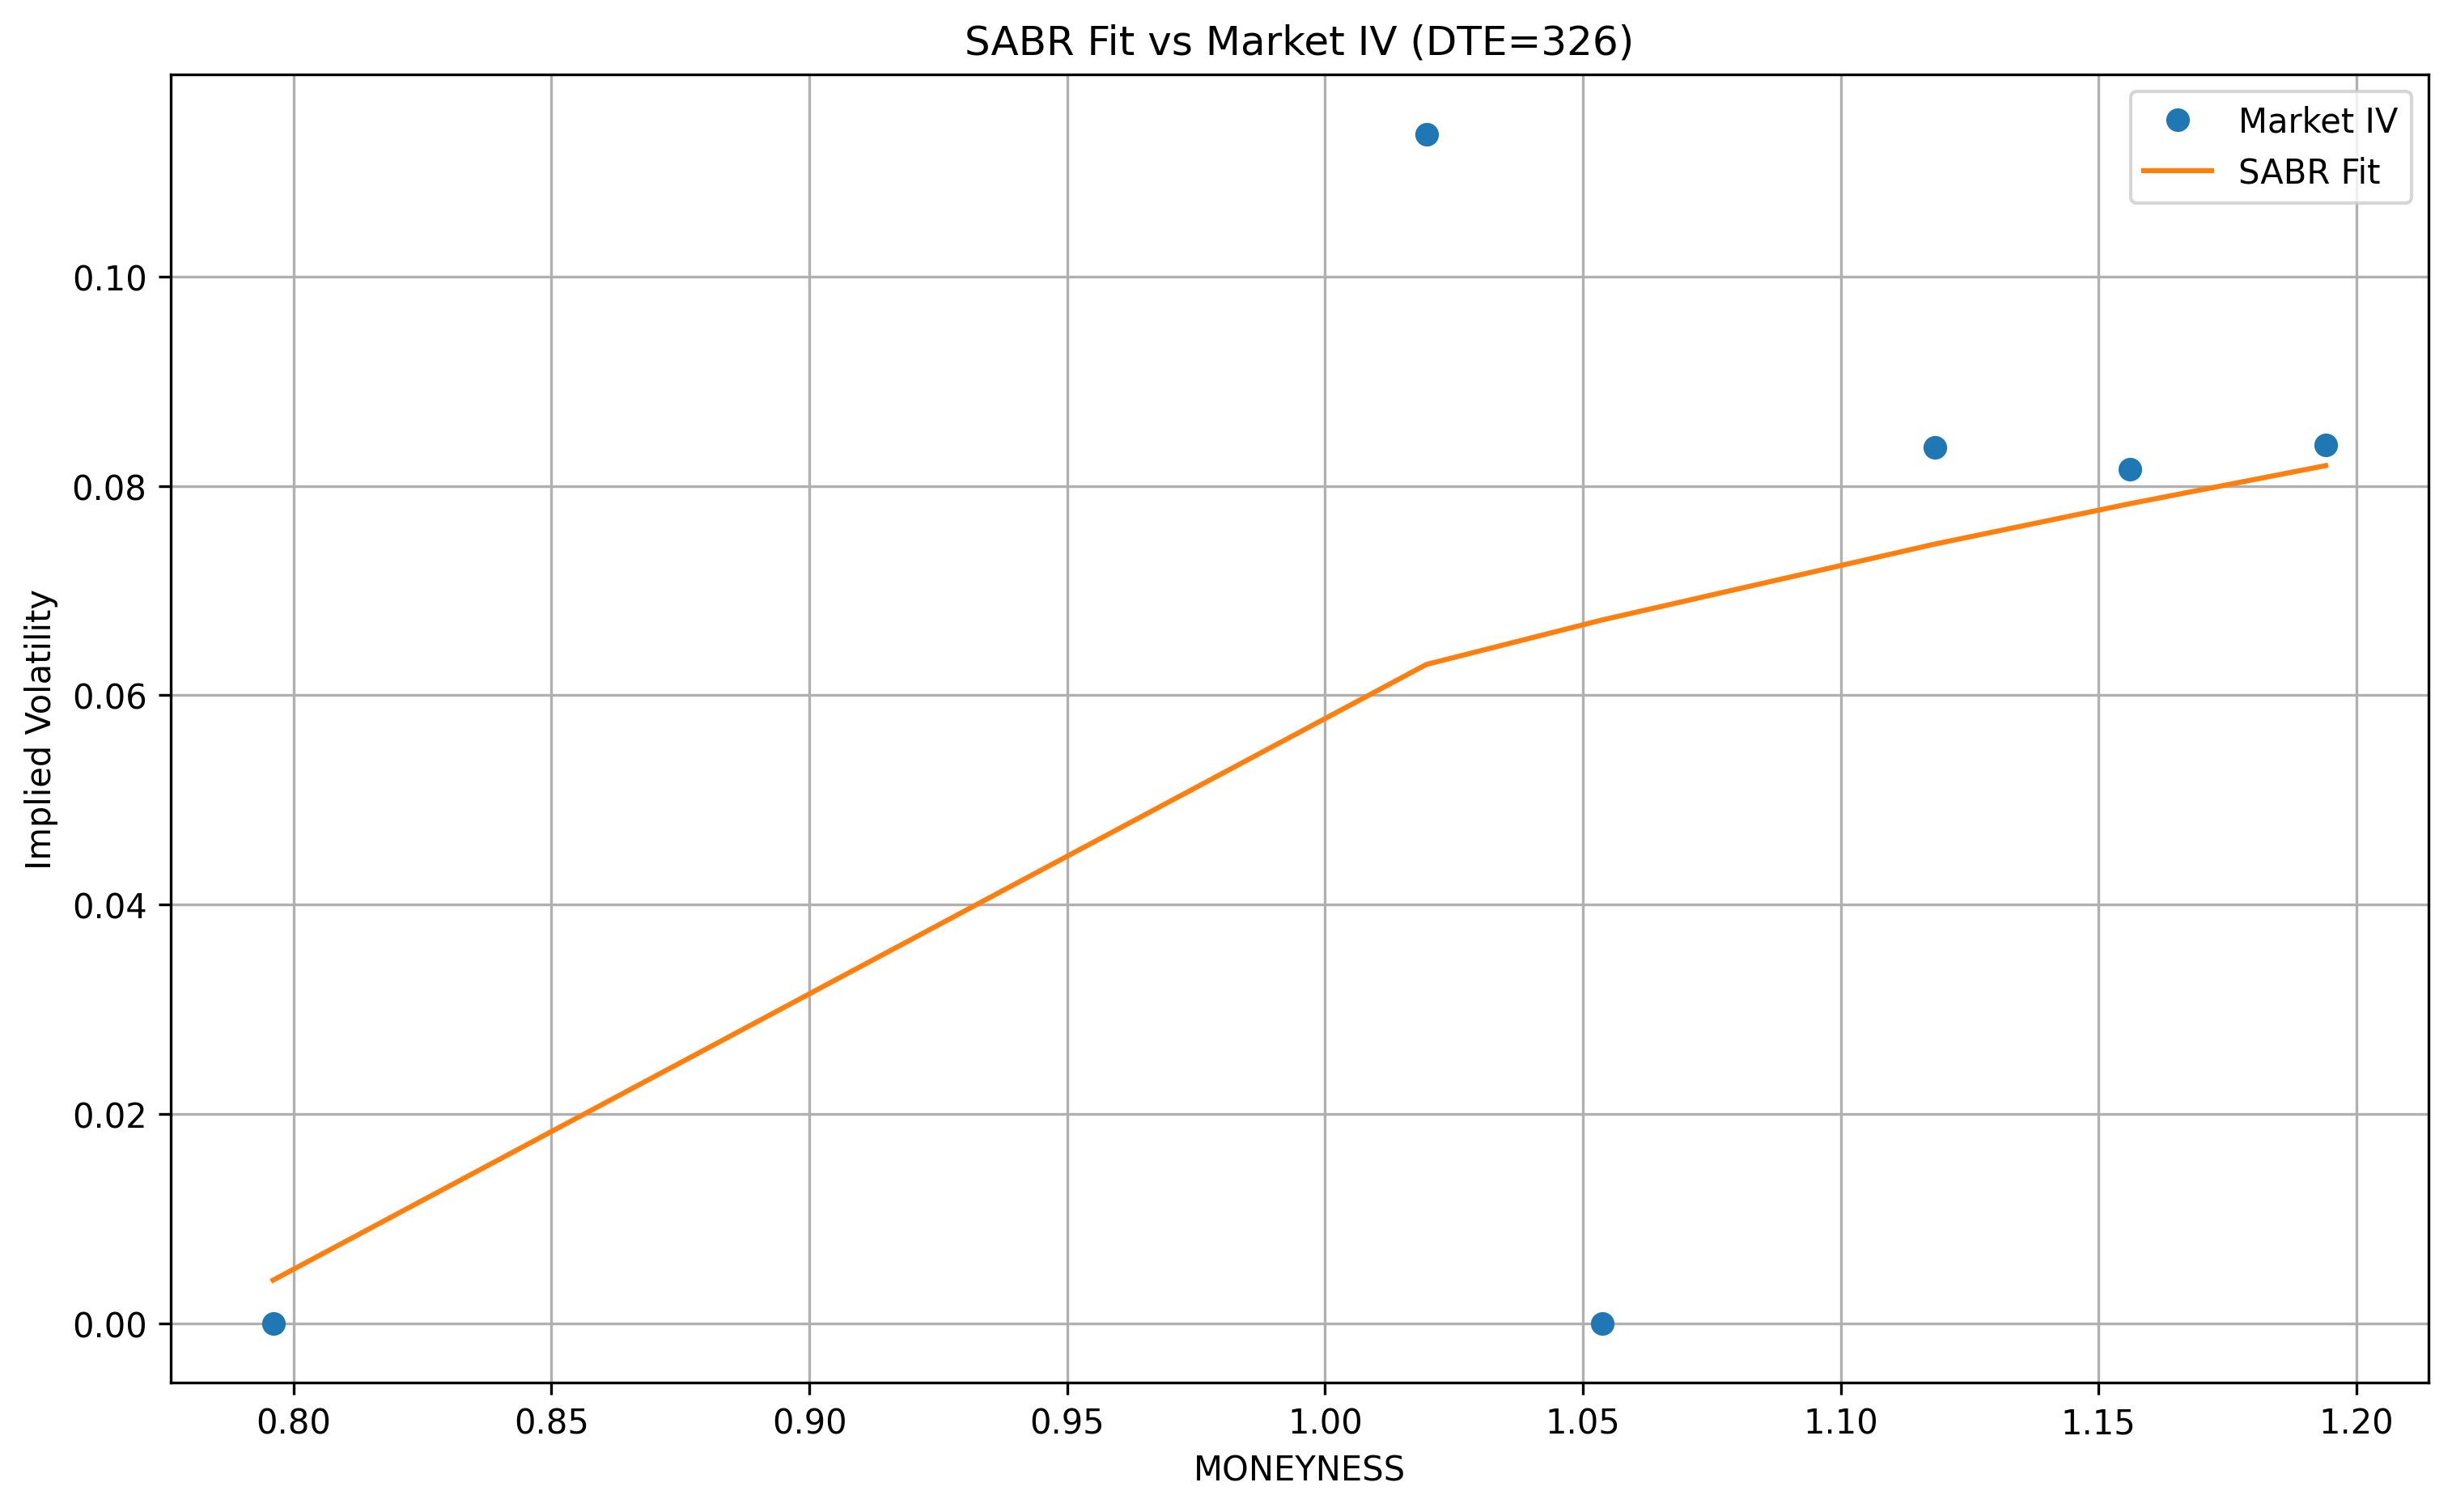 SABR Fit vs Market IV (DTE=326)
Market IV
SABR Fit
Implied Volatility
0.10
0.08
0.06
0.04
0.02
0.00
0.80 0.85 0.90 0.95 1.00 1.05 1.10 1.15 1.20
MONEYNESS